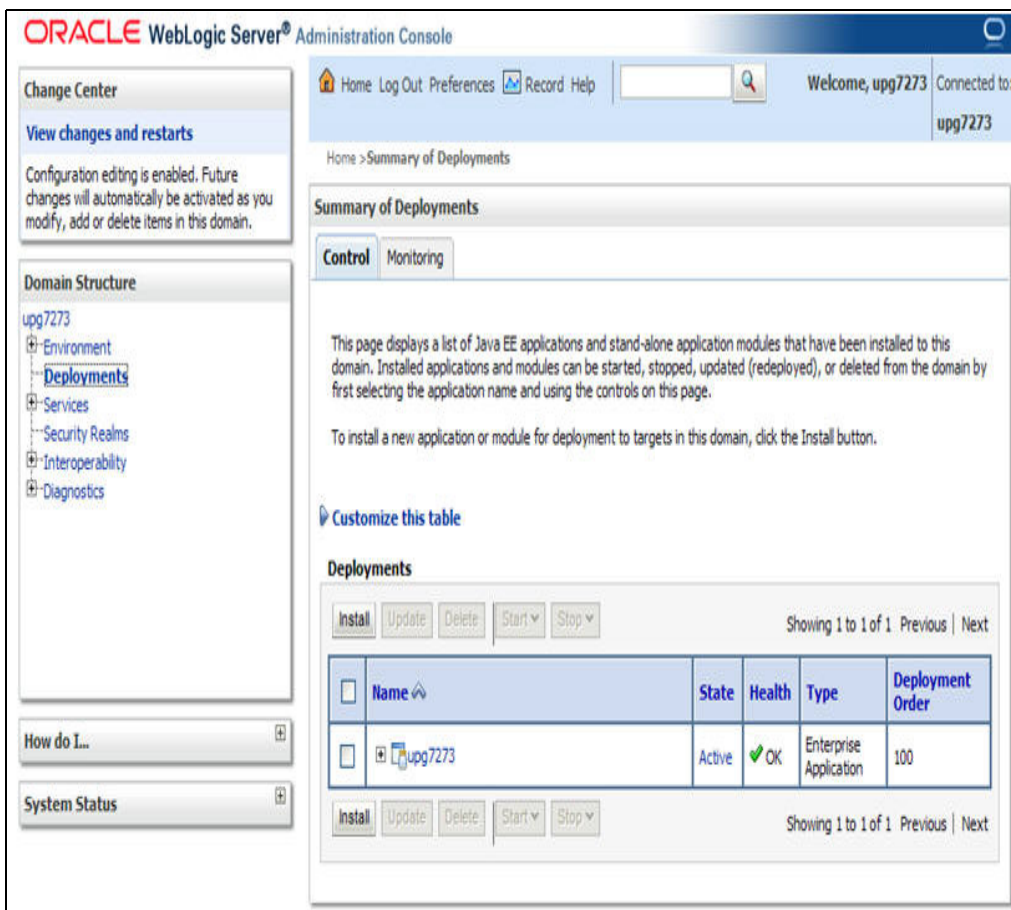 ORACLE WebLogic Server® Administration Console
Change Center
View changes and restarts
Configuration editing is enabled. Future
changes will automatically be activated as you
modify, add or delete items in this domain.
Domain Structure
upg7273
Environment
Deployments
Services
Security Realms
Interoperability
Diagnostics
How do I...
System Status
Home Log Out Preferences Record Help
Welcome, upg7273
Connected to:
upg7273
Home >Summary of Deployments
Summary of Deployments
Control Monitoring
This page displays a list of Java EE applications and stand-alone application modules that have been installed to this
domain. Installed applications and modules can be started, stopped, updated (redeployed), or deleted from the domain by
first selecting the application name and using the controls on this page.
To install a new application or module for deployment to targets in this domain, click the Install button.
Customize this table
Deployments
Install Update Delete Start Stop Showing 1 to 1 of 1 Previous | Next
Name State Health Type Deployment Order
upg7273 Active OK Enterprise Application 100
Install Update Delete Start Stop Showing 1 to 1 of 1 Previous | Next